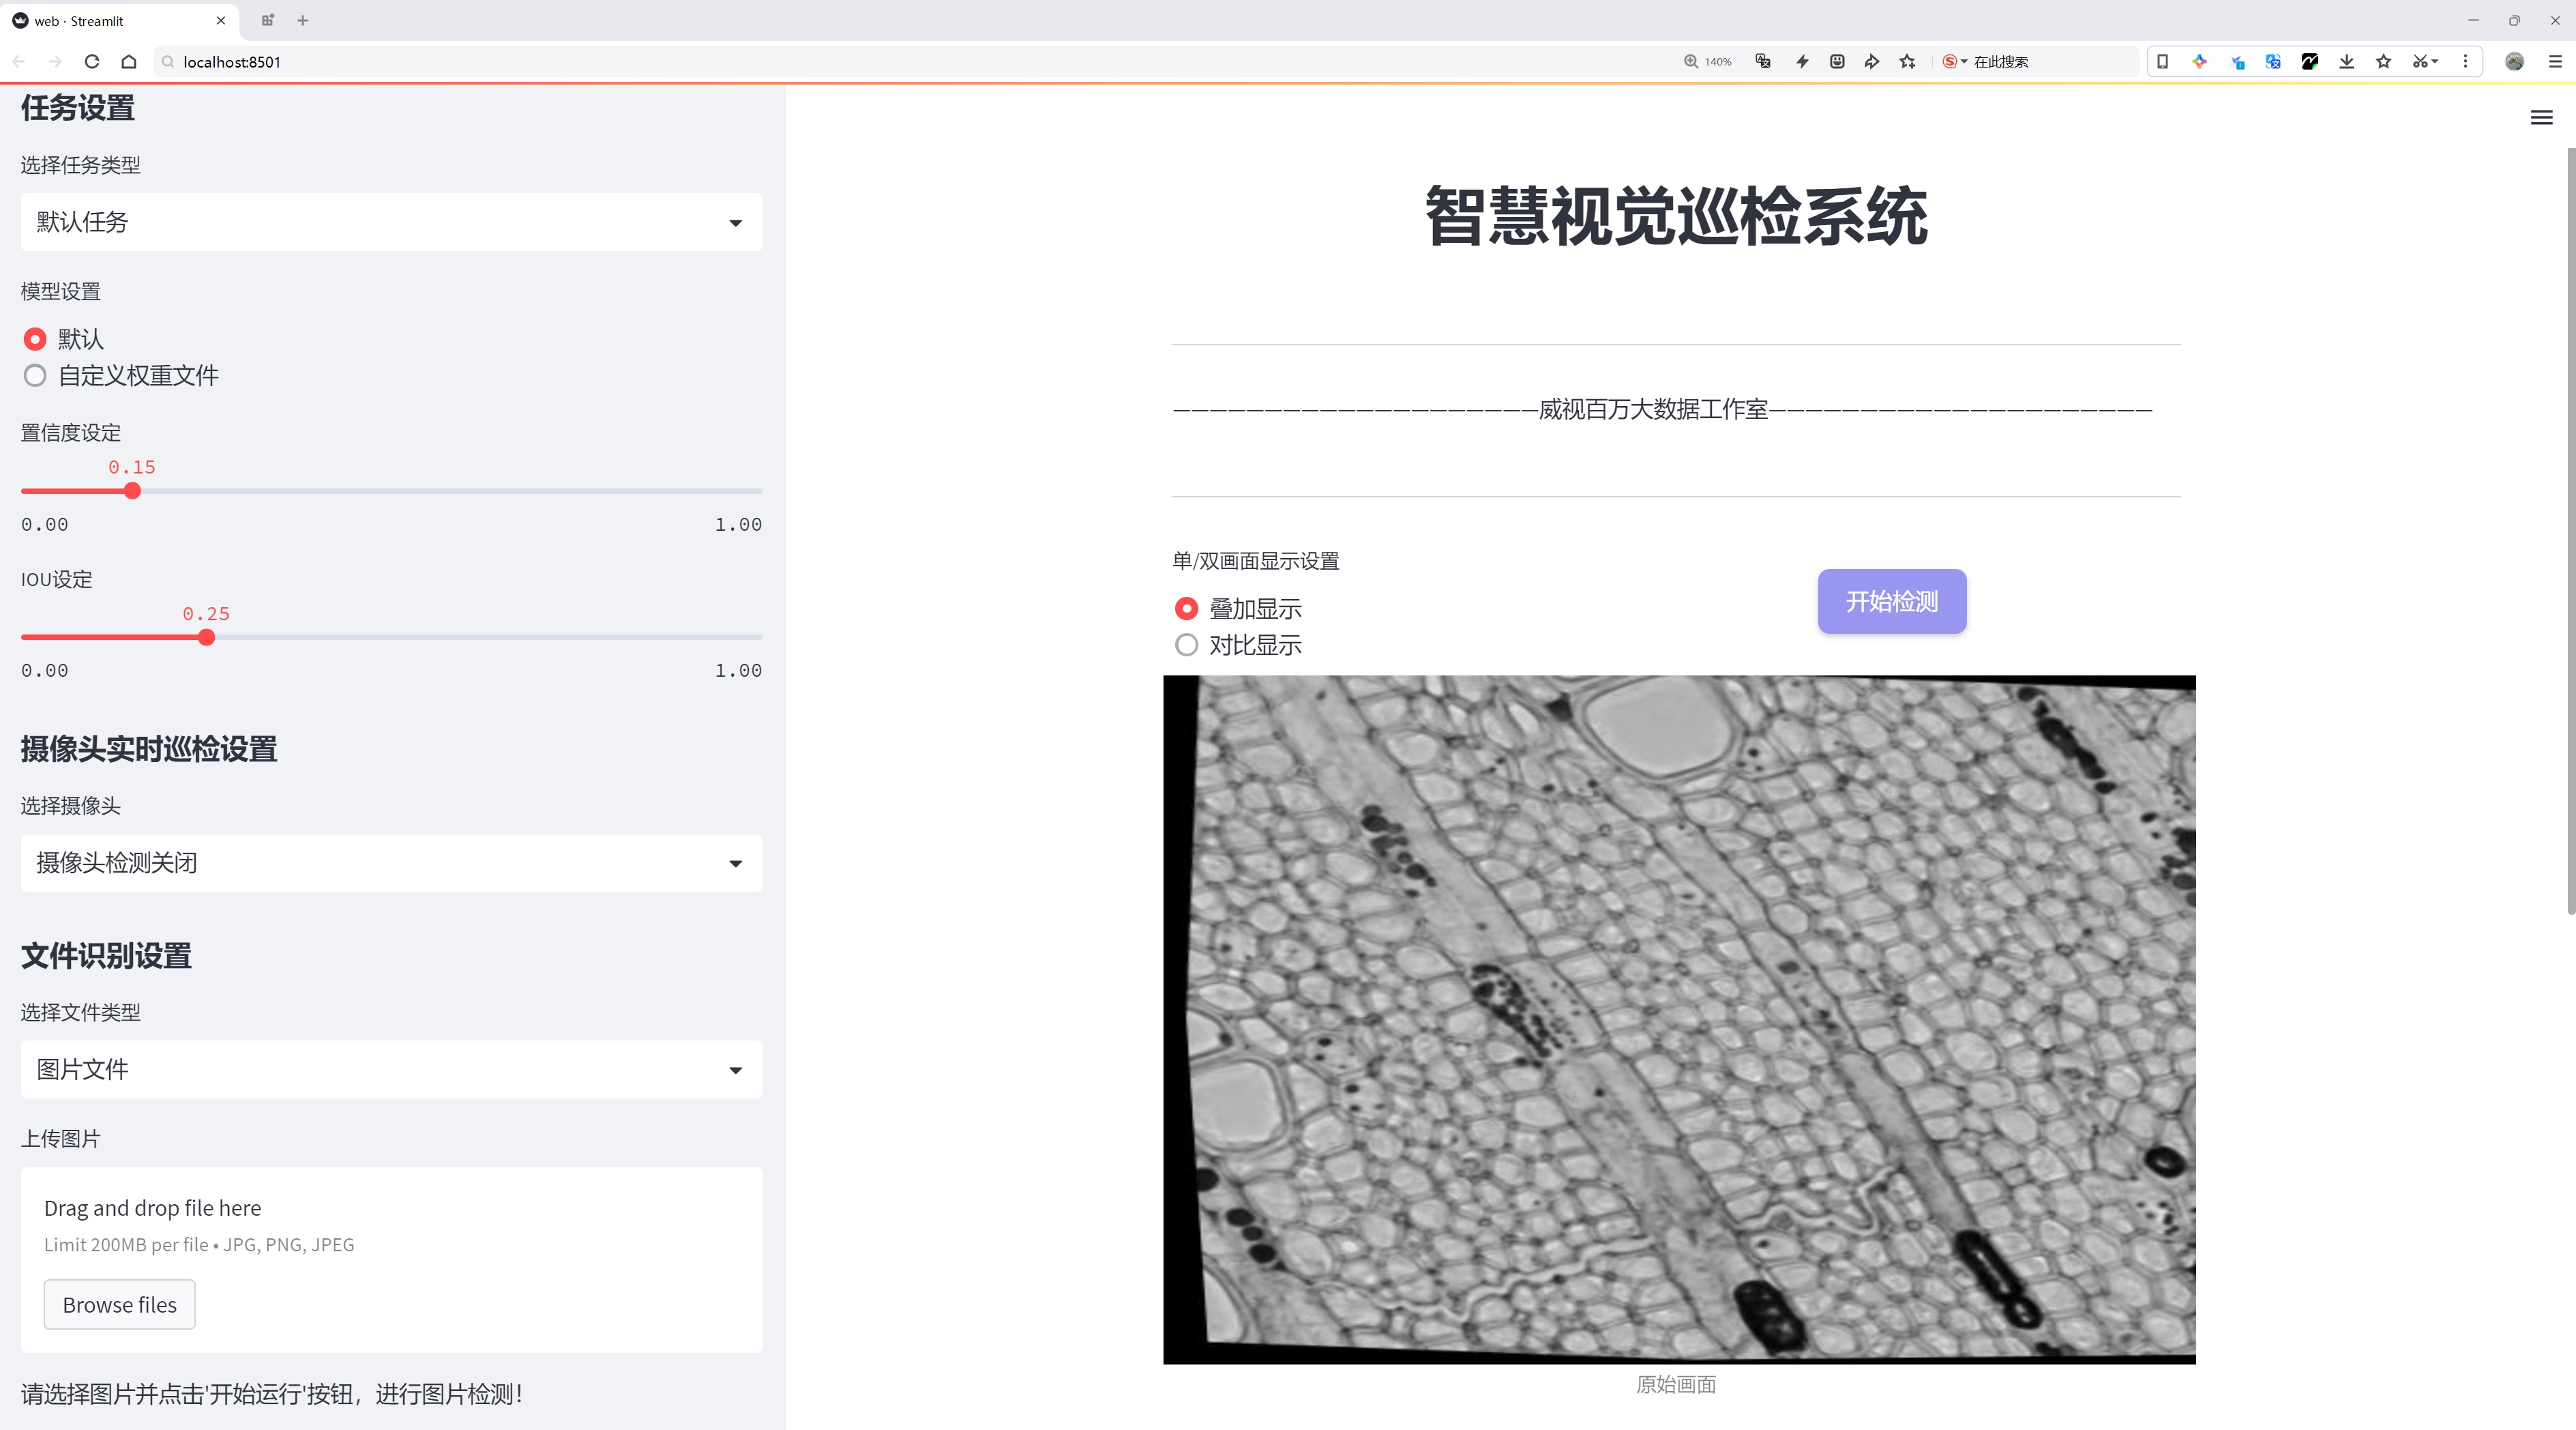 web · Streamlit
localhost:8501
140%
在此搜索
任务设置
选择任务类型
默认任务
模型设置
默认
自定义权重文件
置信度设定
0.15
0.00
1.00
IOU设定
0.25
0.00
1.00
摄像头实时巡检设置
选择摄像头
摄像头检测关闭
文件识别设置
选择文件类型
图片文件
上传图片
Drag and drop file here
Limit 200MB per file • JPG, PNG, JPEG
Browse files
请选择图片并点击'开始运行'按钮，进行图片检测！
智慧视觉巡检系统
————————————————————威视百万大数据工作室—————————————————————
单/双画面显示设置
叠加显示
对比显示
开始检测
原始画面